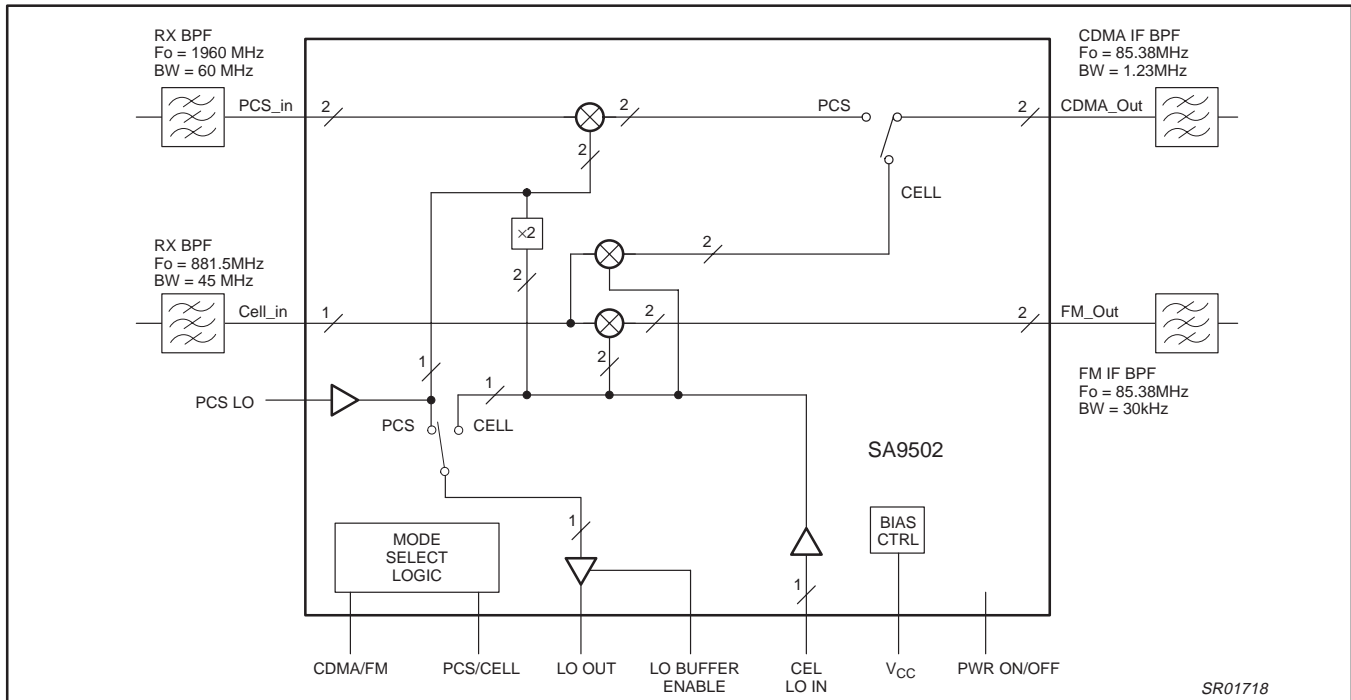 RX BPF
Fo = 1960 MHz
BW = 60 MHz
CDMA IF BPF
Fo = 85.38MHz
BW = 1.23MHz
PCS_in
2
2
PCS
2
CDMA_Out
2
CELL
×2
2
2
RX BPF
Fo = 881.5MHz
BW = 45 MHz
Cell_in
1
2
2
FM_Out
2
1
1
FM IF BPF
Fo = 85.38MHz
BW = 30kHz
PCS LO
PCS
CELL
SA9502
MODE
SELECT
LOGIC
1
BIAS
CTRL
1
CDMA/FM
PCS/CELL
LO OUT
LO BUFFER
ENABLE
CEL
LO IN
VCC
PWR ON/OFF
SR01718